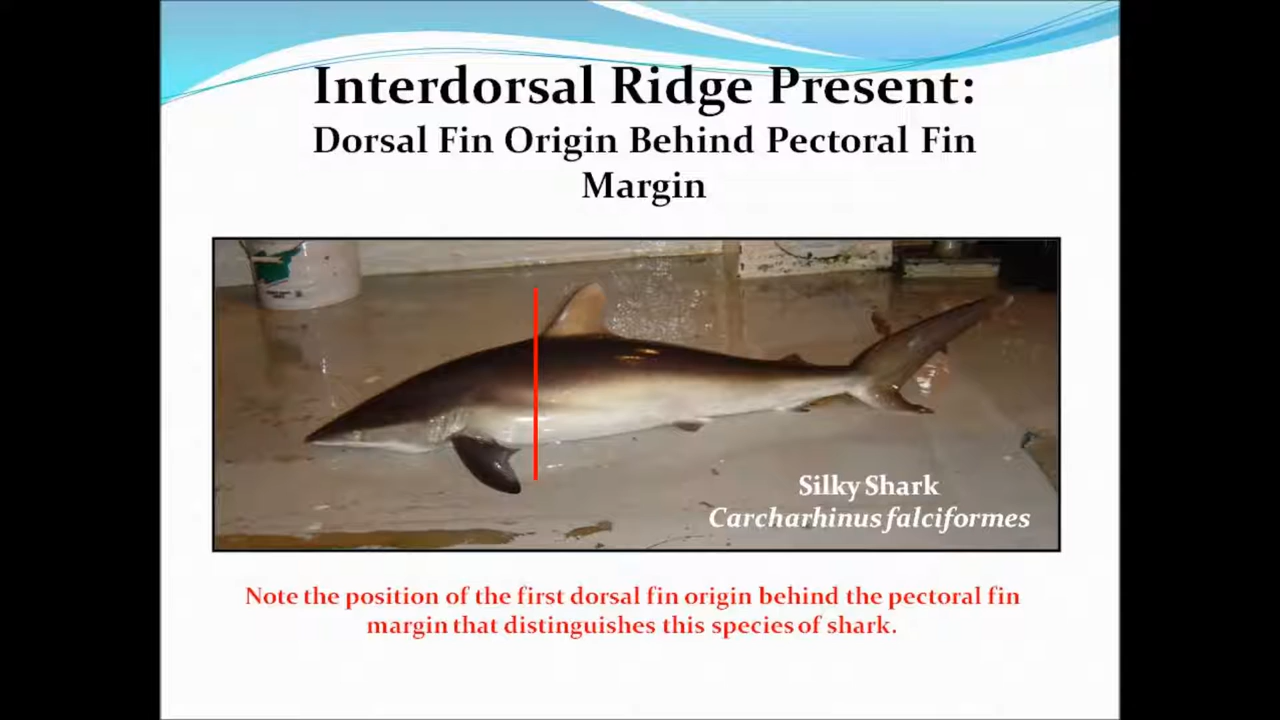 Interdorsal Ridge Present:
Dorsal Fin Origin Behind Pectoral Fin
Margin
Silky Shark
Carcharhinus falciformes
Note the position of the first dorsal fin origin behind the pectoral fin
margin that distinguishes this species of shark.